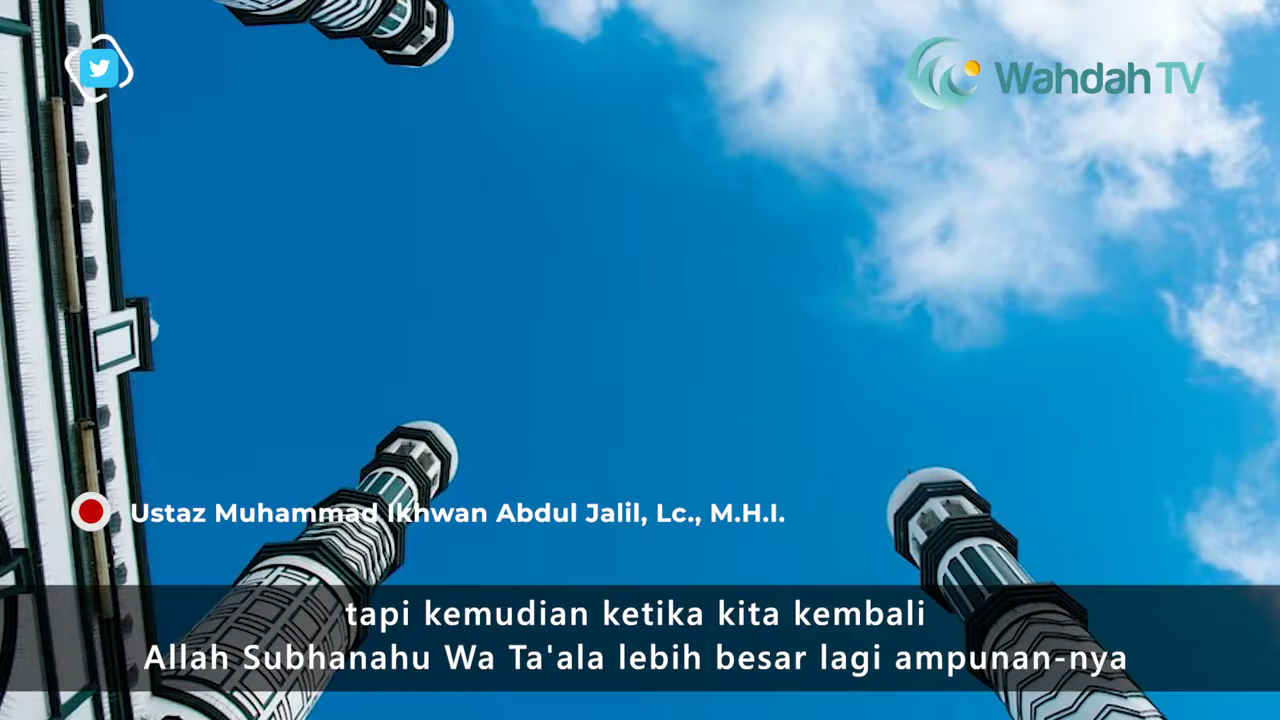 Wahdah TV
Ustaz Muhammad Ikhwan Abdul Jalil, Lc., M.H.I.
tapi kemudian ketika kita kembali
Allah Subhanahu Wa Ta'ala lebih besar lagi ampunan-nya